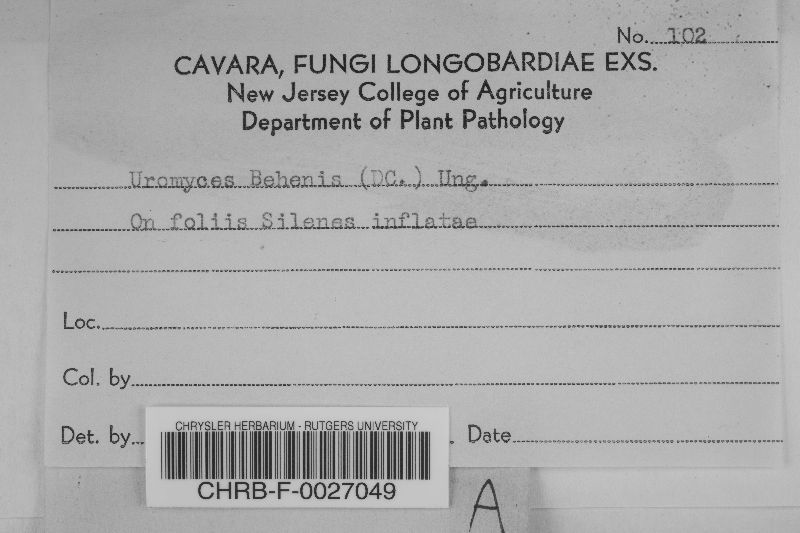 No. 102
CAVARA, FUNGI LONGOBARDIAE EXS.
New Jersey College of Agriculture
Department of Plant Pathology
Uromyces Behenis (DC.) Ung.
On foliis Silenes inflatae
Loc.
Col. by
Det. by
Date
CHRYSLER HERBARIUM - RUTGERS UNIVERSITY
CHRB-F-0027049
A